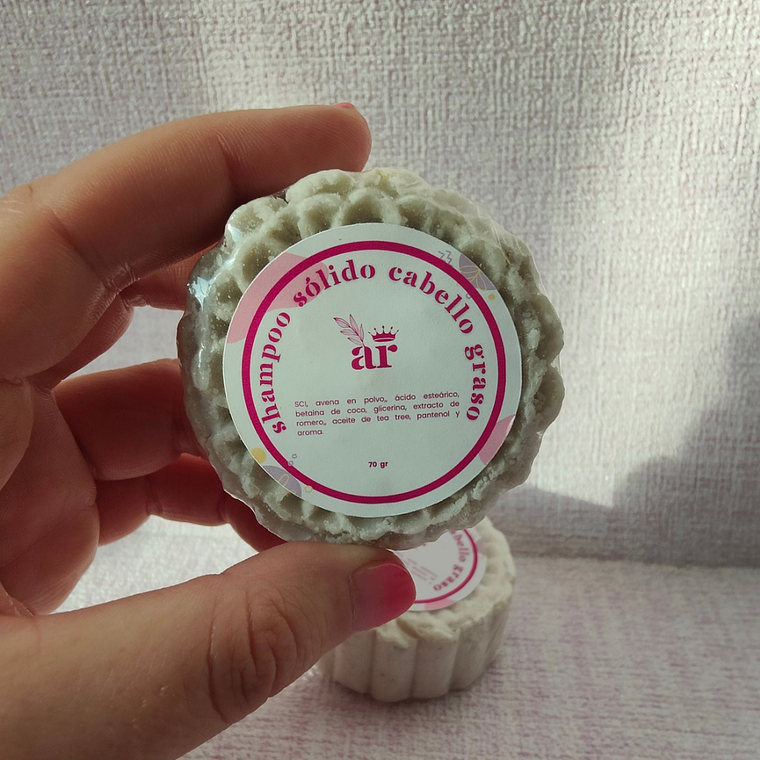 shampoo sólido cabello graso
ar
SCI, avena en polvo,, ácido esteárico,
betaina de coco, glicerina, extracto de
romero,, aceite de tea tree, pantenol y
aroma.
70 gr
abello graso